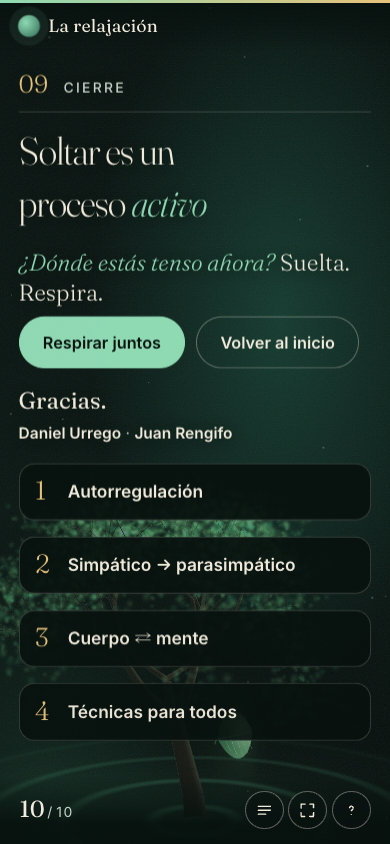 La relajación
09 CIERRE
Soltar es un
proceso activo
¿Dónde estás tenso ahora? Suelta.
Respira.
Respirar juntos
Volver al inicio
Gracias.
Daniel Urrego · Juan Rengifo
1 Autorregulación
2 Simpático → parasimpático
3 Cuerpo ⇄ mente
4 Técnicas para todos
10 / 10
?